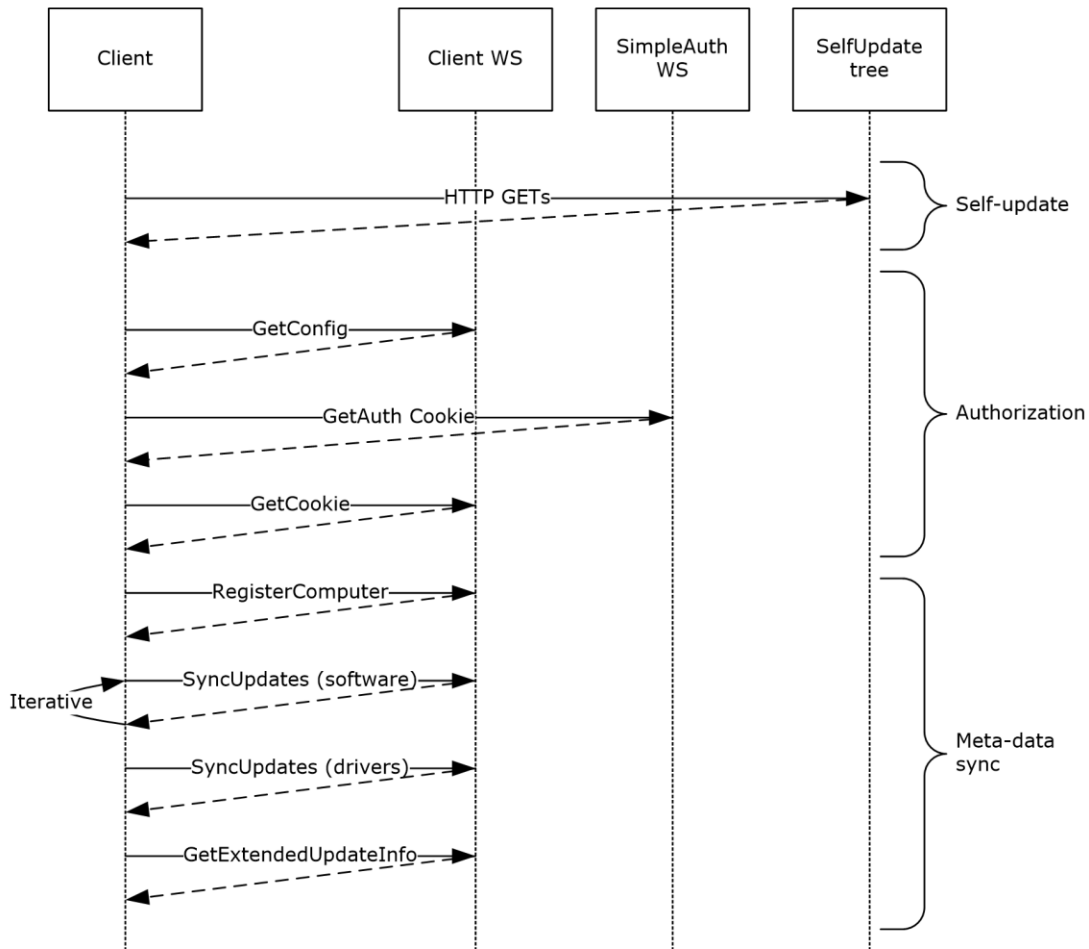 Client
Client WS
SimpleAuth
WS
SelfUpdate
tree
HTTP GETs
Self-update
GetConfig
GetAuth Cookie
Authorization
GetCookie
RegisterComputer
SyncUpdates (software)
Iterative
SyncUpdates (drivers)
Meta-data
sync
GetExtendedUpdateInfo